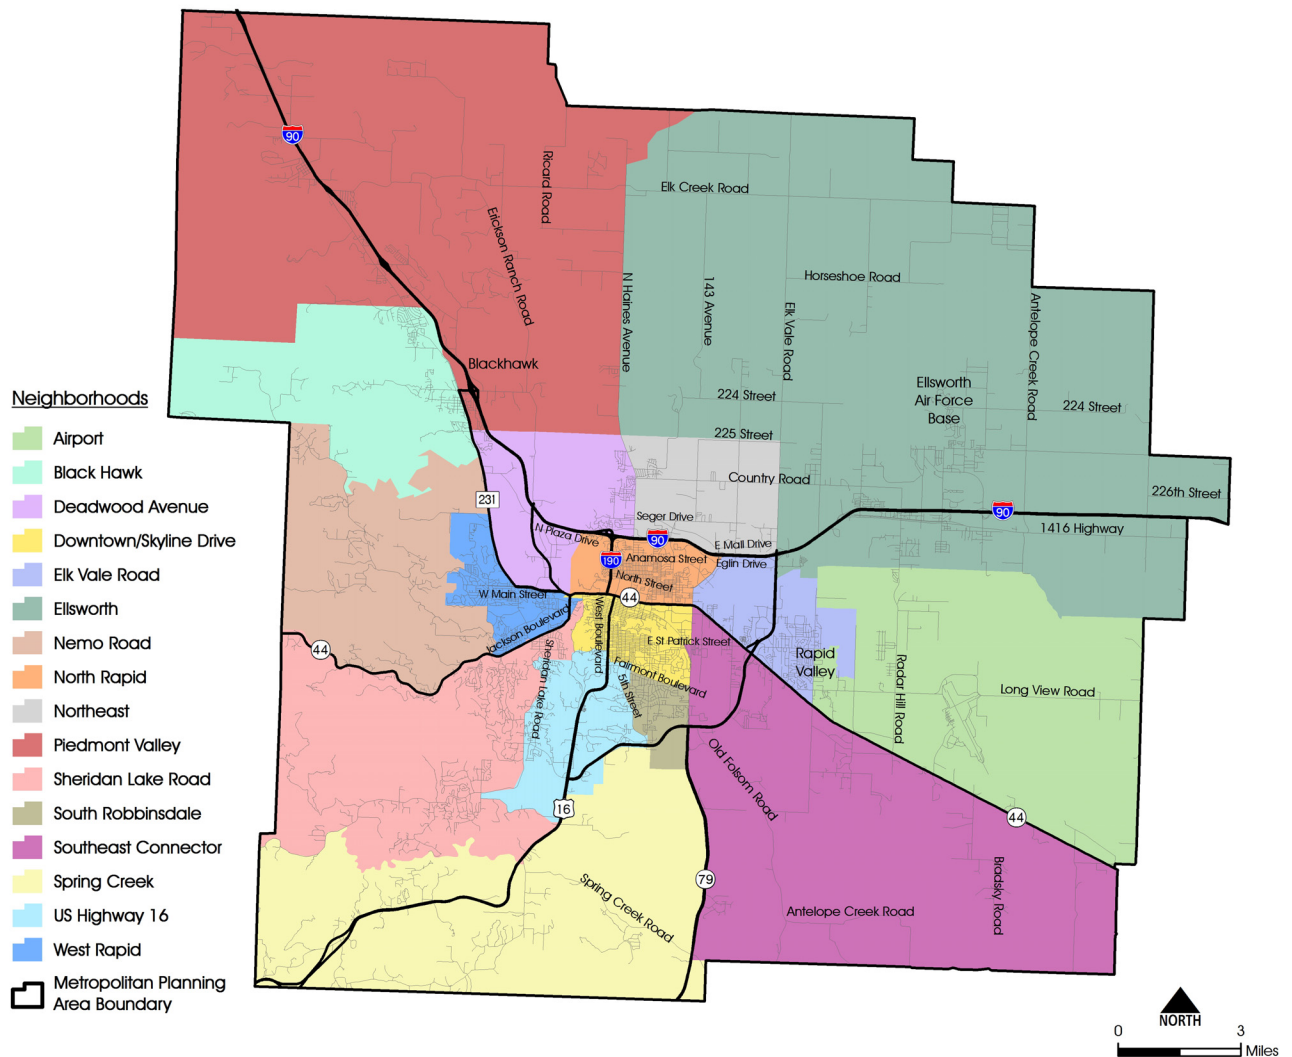 90
Ricard Road
Elk Creek Road
Erickson Ranch Road
Horseshoe Road
N Haines Avenue
143 Avenue
Elk Vale Road
Antelope Creek Road
Blackhawk
Ellsworth
Air Force
Base
224 Street
224 Street
225 Street
Country Road
226th Street
231
Seger Drive
90
1416 Highway
N Plaza Drive
90
E Mall Drive
190
Anamosa Street
Eglin Drive
North Street
W Main Street
44
Jackson Boulevard
West Boulevard
E St Patrick Street
44
Sheridan Lake Road
Rapid
Valley
Fairmont Boulevard
5th Street
Radar Hill Road
Long View Road
Old Folsom Road
16
44
79
Bradsky Road
Spring Creek Road
Antelope Creek Road
Neighborhoods
Airport
Black Hawk
Deadwood Avenue
Downtown/Skyline Drive
Elk Vale Road
Ellsworth
Nemo Road
North Rapid
Northeast
Piedmont Valley
Sheridan Lake Road
South Robbinsdale
Southeast Connector
Spring Creek
US Highway 16
West Rapid
Metropolitan Planning
Area Boundary
NORTH
0 3
Miles